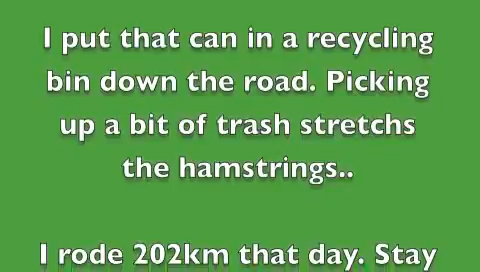 I put that can in a recycling
bin down the road. Picking
up a bit of trash stretchs
the hamstrings..
I rode 202km that day. Stay